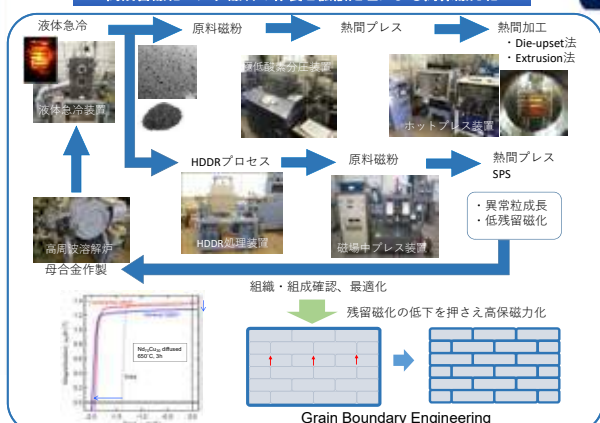 液体急冷
原料磁粉
熱間プレス
熱間加工
・Die-upset法
・Extrusion法
液体急冷装置
低酸素分圧装置
ホットプレス装置
HDDRプロセス
原料磁粉
熱間プレス
SPS
・異常粒成長
・低残留磁化
高周波溶解炉
HDDR処理装置
磁場中プレス装置
母合金作製
組織・組成確認、最適化
残留磁化の低下を押さえ高保磁力化
650°C, 3h
Grain Boundary Engineering